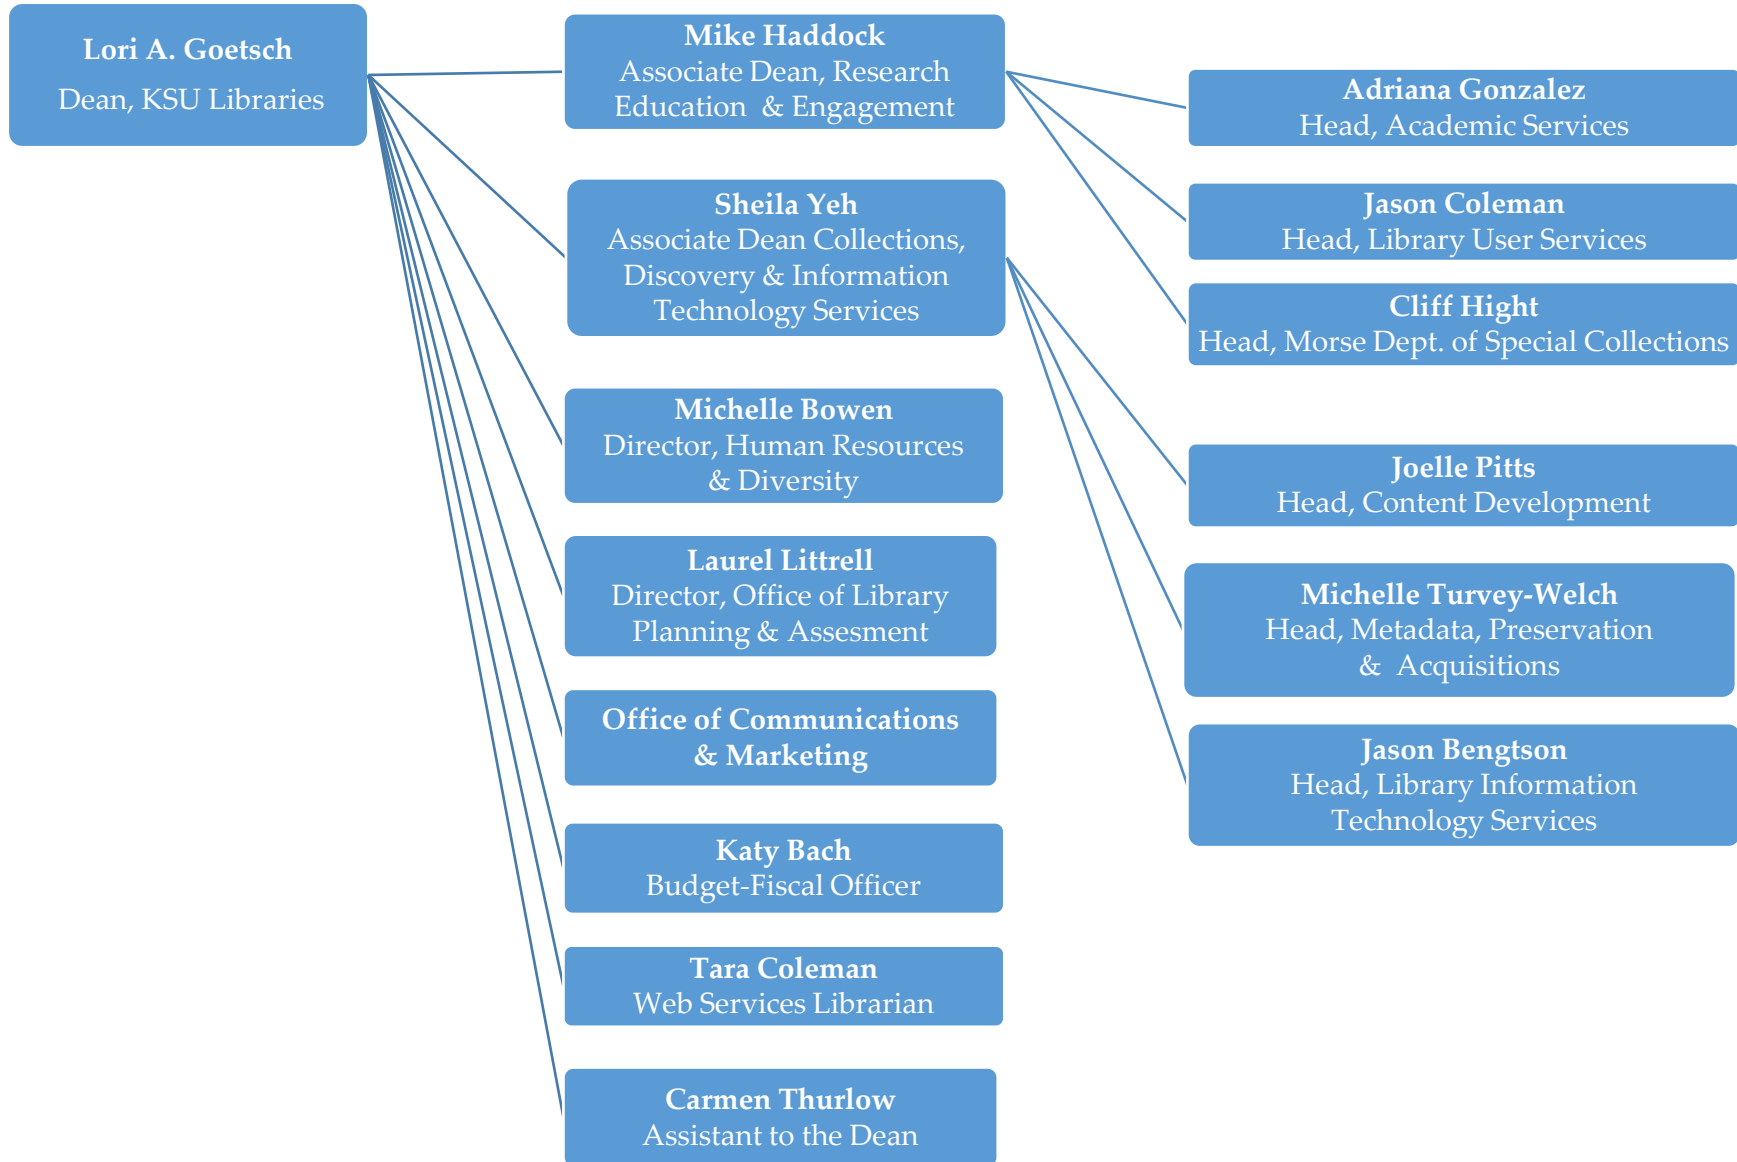 Lori A. Goetsch
Dean, KSU Libraries
Mike Haddock
Associate Dean, Research
Education & Engagement
Sheila Yeh
Associate Dean Collections,
Discovery & Information
Technology Services
Michelle Bowen
Director, Human Resources
& Diversity
Laurel Littrell
Director, Office of Library
Planning & Assesment
Office of Communications
& Marketing
Katy Bach
Budget-Fiscal Officer
Tara Coleman
Web Services Librarian
Carmen Thurlow
Assistant to the Dean
Adriana Gonzalez
Head, Academic Services
Jason Coleman
Head, Library User Services
Cliff Hight
Head, Morse Dept. of Special Collections
Joelle Pitts
Head, Content Development
Michelle Turvey-Welch
Head, Metadata, Preservation
& Acquisitions
Jason Bengtson
Head, Library Information
Technology Services